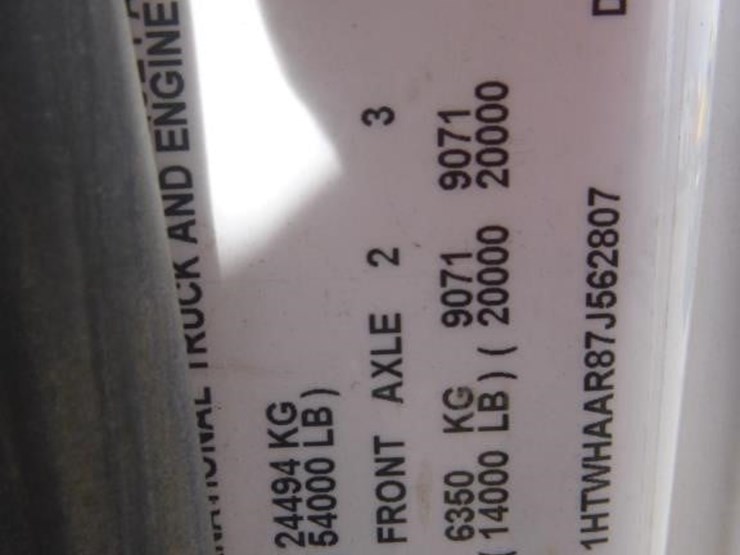 NATIONAL TRUCK AND ENGINE
24494 KG
54000 LB )
FRONT AXLE 2 3
6350 KG 9071 9071
( 14000 LB ) ( 20000 20000
1HTWHAAR87J562807